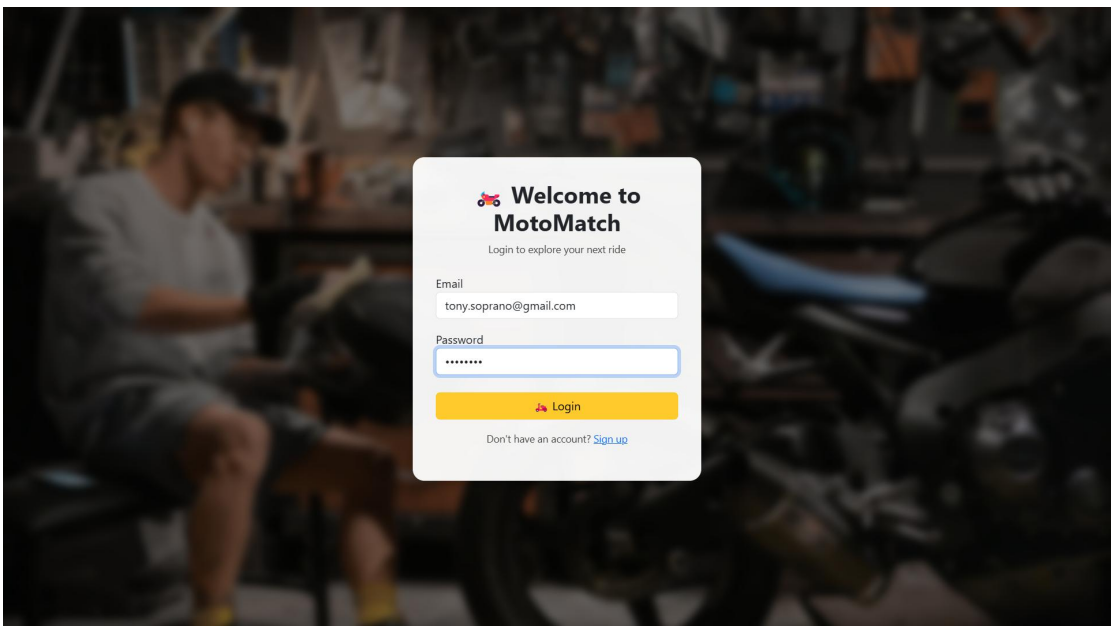 🏍️ Welcome to
MotoMatch
Login to explore your next ride
Email
tony.soprano@gmail.com
Password
••••••••
🛵 Login
Don't have an account? Sign up